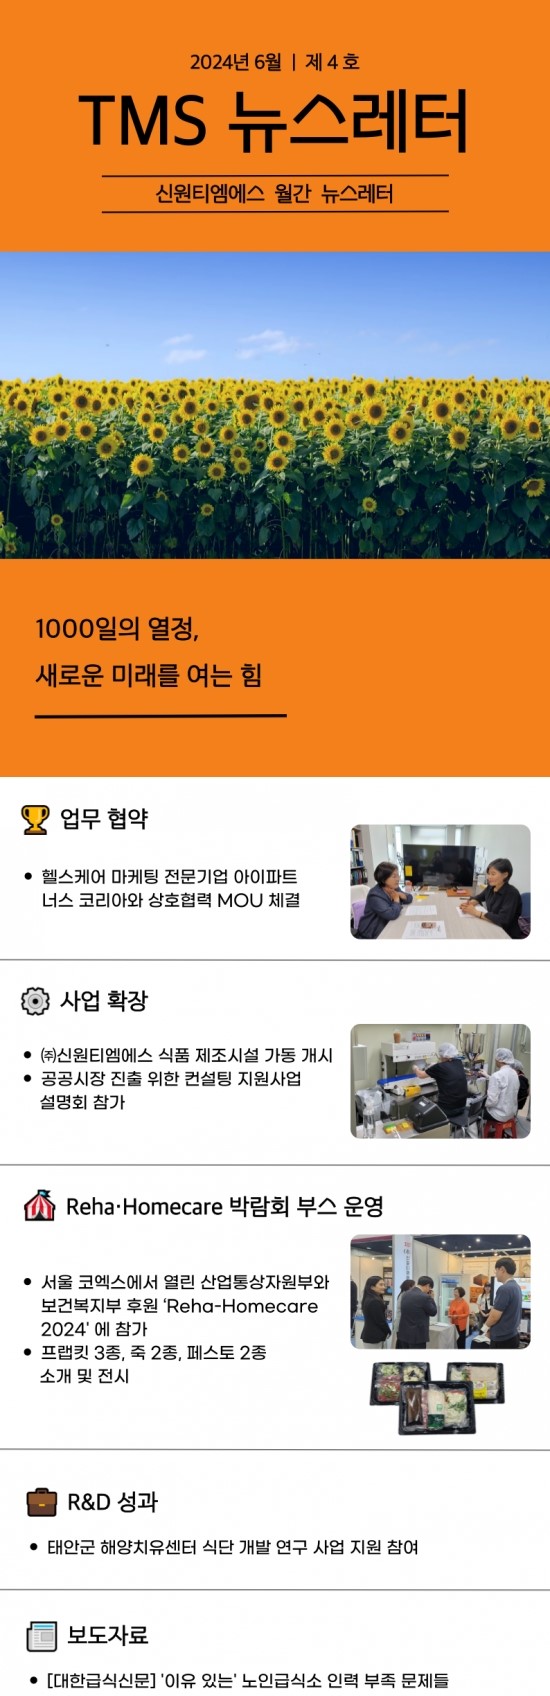 2024년 6월 | 제 4 호
TMS 뉴스레터
신원티엠에스 월간 뉴스레터
1000일의 열정,
새로운 미래를 여는 힘
업무 협약
• 헬스케어 마케팅 전문기업 아이파트
너스 코리아와 상호협력 MOU 체결
사업 확장
• ㈜신원티엠에스 식품 제조시설 가동 개시
• 공공시장 진출 위한 컨설팅 지원사업
설명회 참가
Reha·Homecare 박람회 부스 운영
• 서울 코엑스에서 열린 산업통상자원부와
보건복지부 후원 ‘Reha-Homecare
2024' 에 참가
• 프랩킷 3종, 죽 2종, 페스토 2종
소개 및 전시
R&D 성과
• 태안군 해양치유센터 식단 개발 연구 사업 지원 참여
보도자료
• [대한급식신문] '이유 있는' 노인급식소 인력 부족 문제들